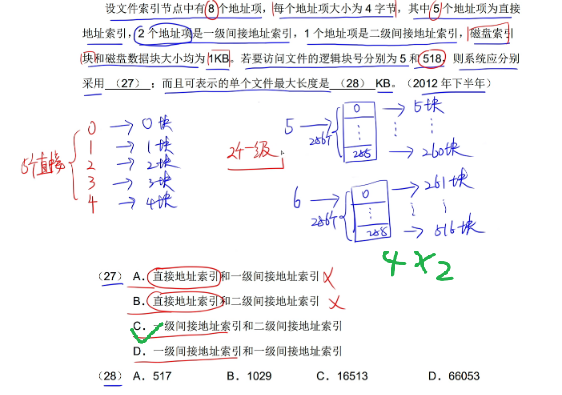 设文件索引节点中有 8 个地址项，每个地址项大小为 4 字节，其中 5 个地址项为直接
地址索引，2 个地址项是一级间接地址索引，1 个地址项是二级间接地址索引，磁盘索引
块和磁盘数据块大小均为 1KB。若要访问文件的逻辑块号分别为 5 和 518，则系统应分别
采用 （27） ；而且可表示的单个文件最大长度是 （28） KB。（2012 年下半年）
5个直接
0 → 0块
1 → 1块
2 → 2块
3 → 3块
4 → 4块
2个一级
5 → 256个 0 → 5块
⋮ ⋮ ⋮
255 → 260块
6 → 256个 0 → 261块
⋮ ⋮ ⋮
255 → 516块
4×2
（27） A．直接地址索引和一级间接地址索引 ×
B．直接地址索引和二级间接地址索引 ×
C．一级间接地址索引和二级间接地址索引
D．一级间接地址索引和一级间接地址索引
（28） A．517 B．1029 C．16513 D．66053